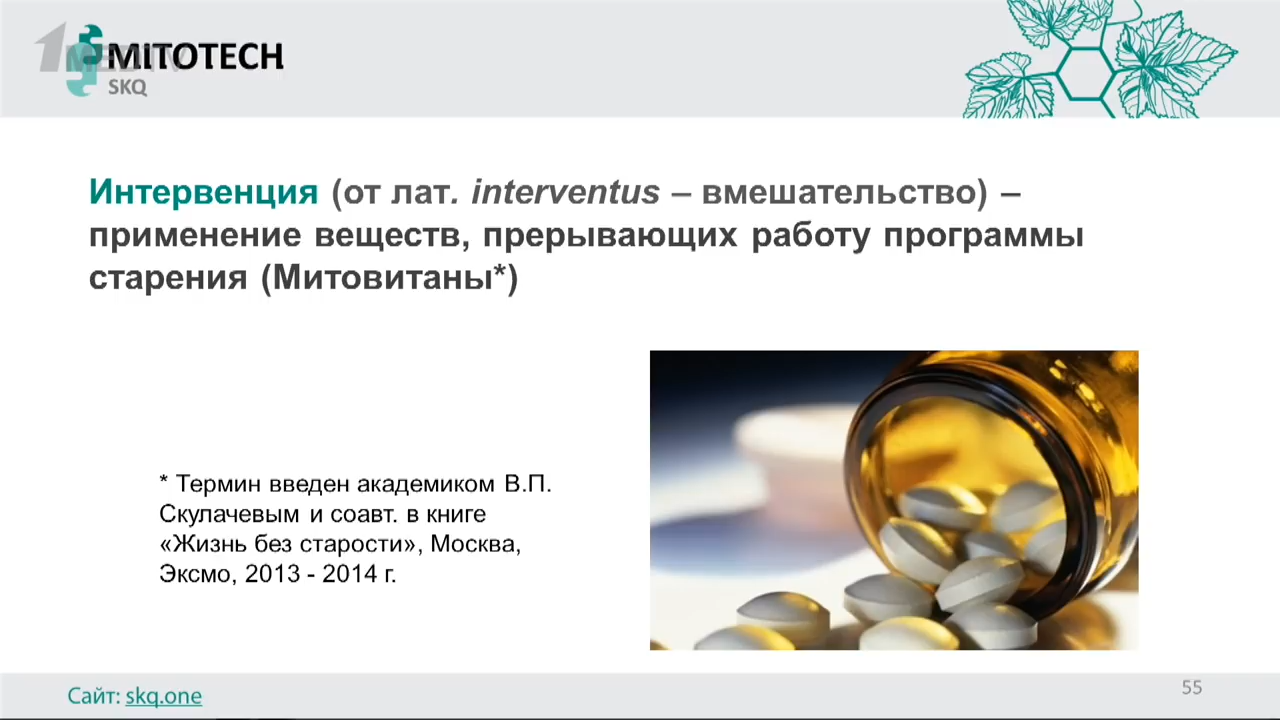 1MEDTV
MITOTECH
SKQ
Интервенция (от лат. interventus – вмешательство) –
применение веществ, прерывающих работу программы
старения (Митовитаны*)
* Термин введен академиком В.П.
Скулачевым и соавт. в книге
«Жизнь без старости», Москва,
Эксмо, 2013 - 2014 г.
Сайт: skq.one
55